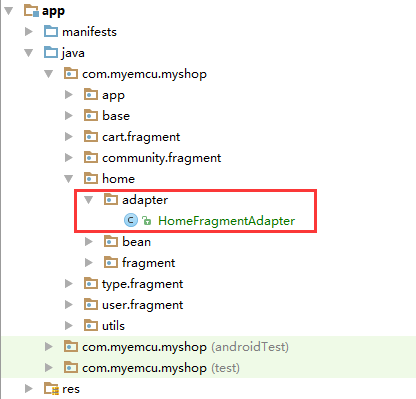 app
manifests
java
com.myemcu.myshop
app
base
cart.fragment
community.fragment
home
adapter
HomeFragmentAdapter
bean
fragment
type.fragment
user.fragment
utils
com.myemcu.myshop (androidTest)
com.myemcu.myshop (test)
res